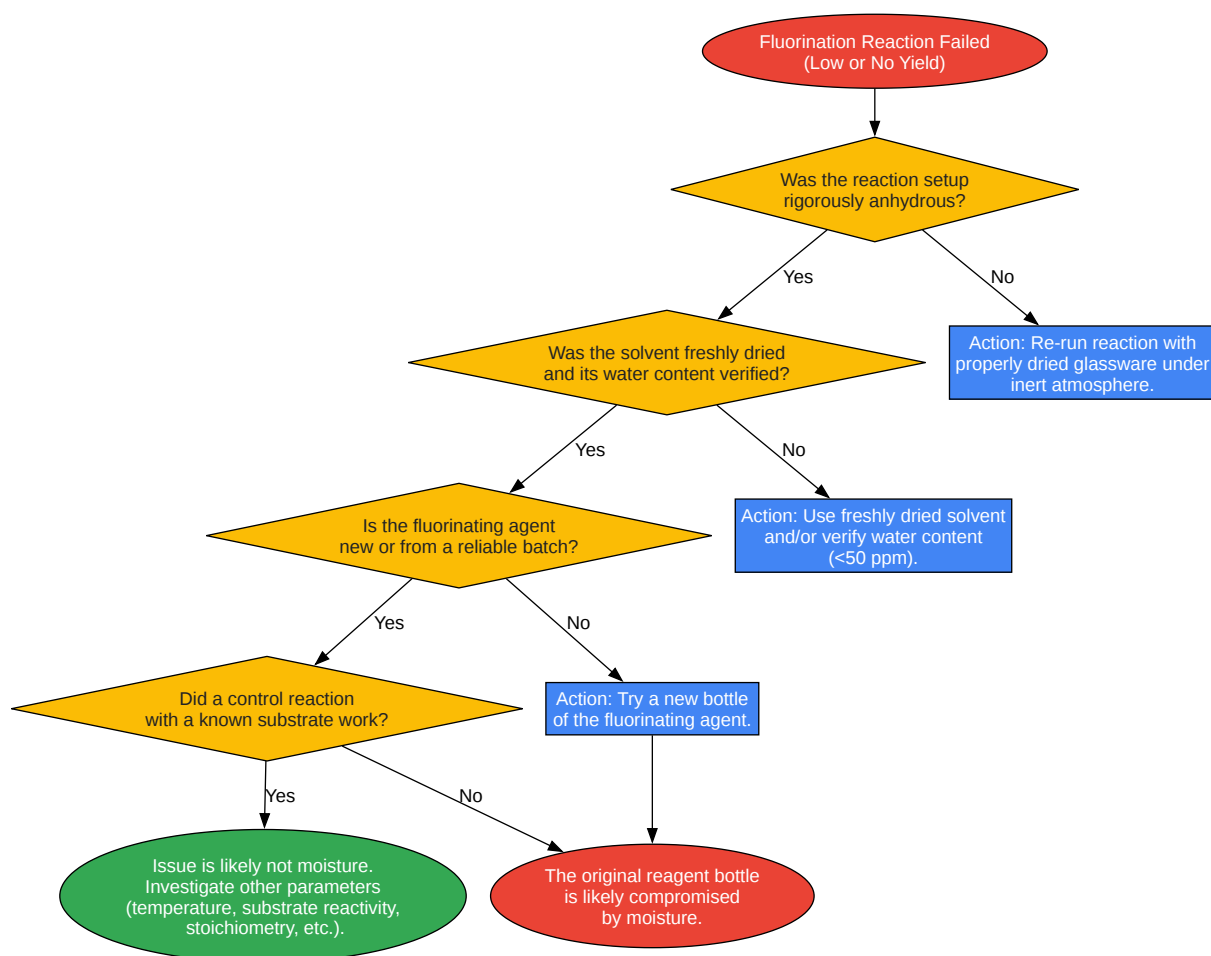 Fluorination Reaction Failed
(Low or No Yield)
Was the reaction setup
rigorously anhydrous?
Yes
No
Was the solvent freshly dried
and its water content verified?
Action: Re-run reaction with
properly dried glassware under
inert atmosphere.
Yes
No
Is the fluorinating agent
new or from a reliable batch?
Action: Use freshly dried solvent
and/or verify water content
(<50 ppm).
Yes
No
Did a control reaction
with a known substrate work?
Action: Try a new bottle
of the fluorinating agent.
Yes
No
Issue is likely not moisture.
Investigate other parameters
(temperature, substrate reactivity,
stoichiometry, etc.).
The original reagent bottle
is likely compromised
by moisture.